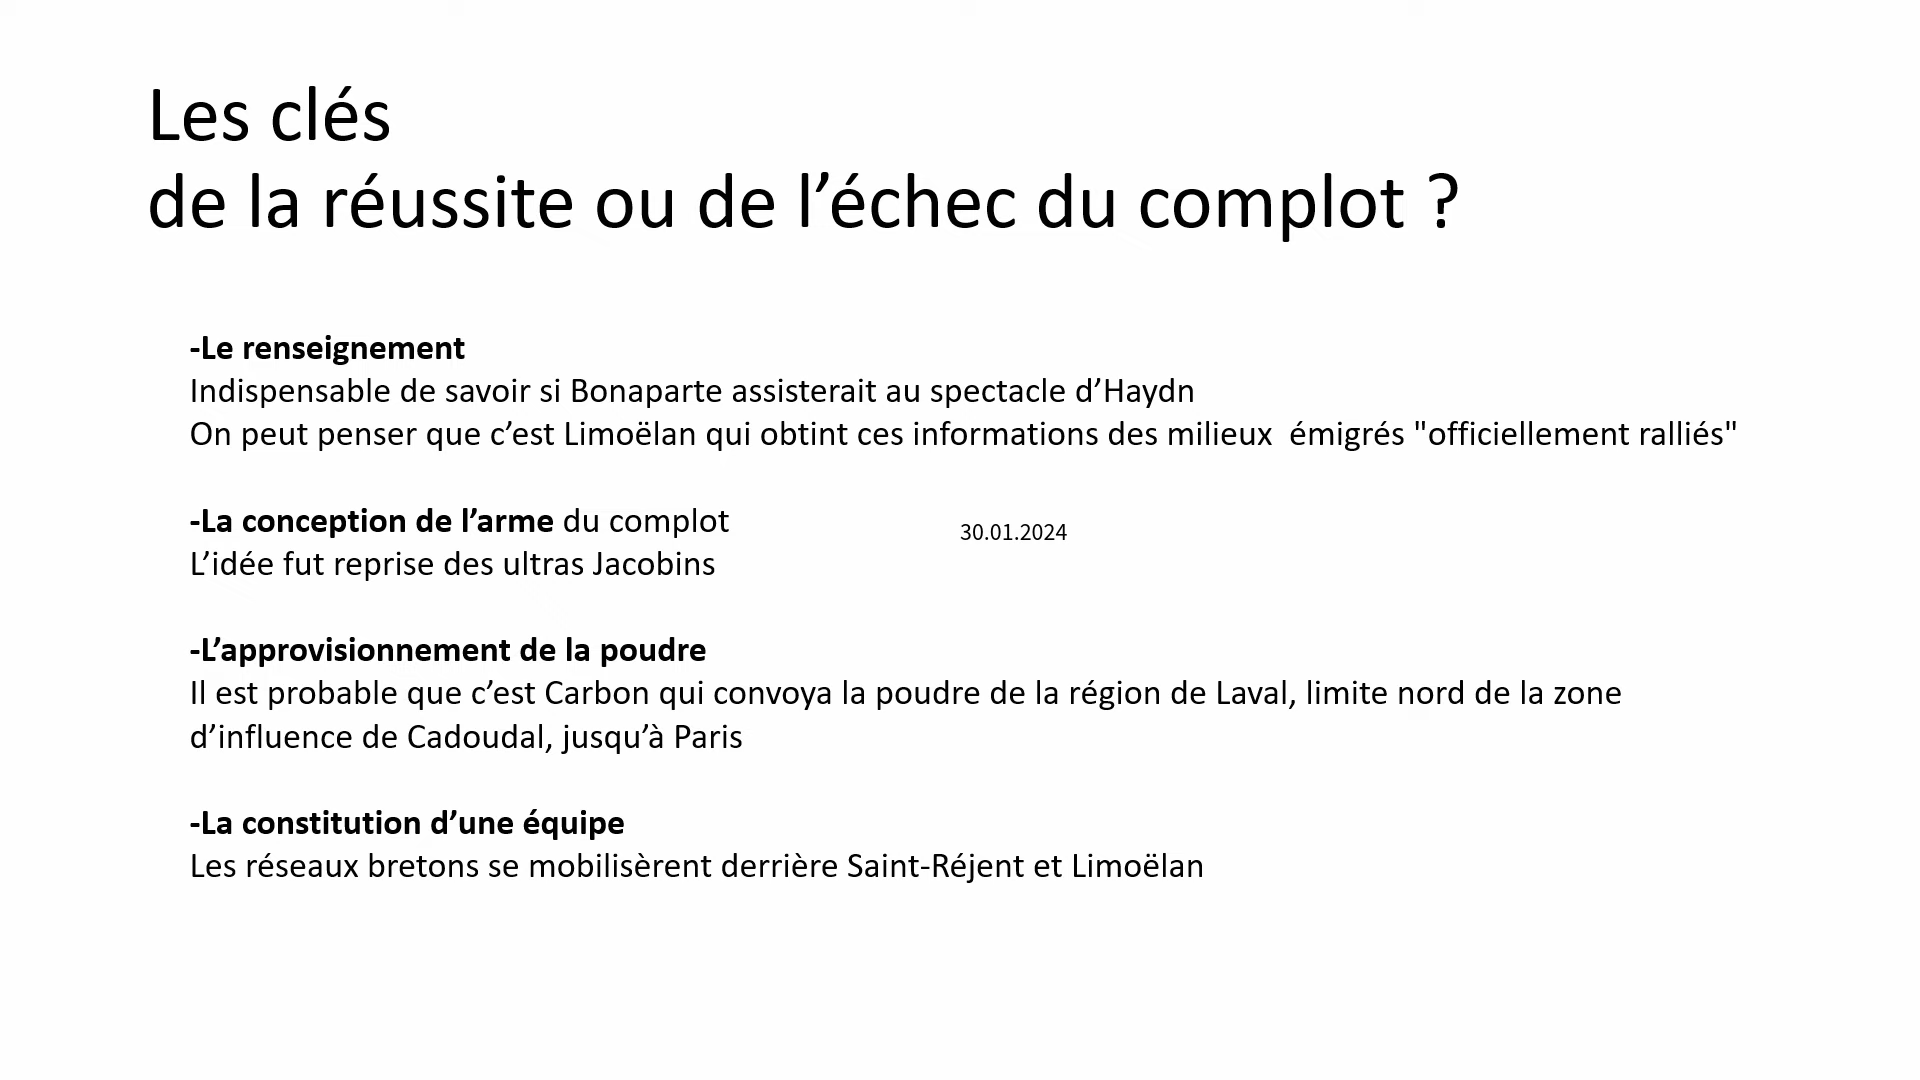 Les clés
de la réussite ou de l’échec du complot ?
-Le renseignement
Indispensable de savoir si Bonaparte assisterait au spectacle d’Haydn
On peut penser que c’est Limoëlan qui obtint ces informations des milieux  émigrés "officiellement ralliés"
-La conception de l’arme du complot
30.01.2024
L’idée fut reprise des ultras Jacobins
-L’approvisionnement de la poudre
Il est probable que c’est Carbon qui convoya la poudre de la région de Laval, limite nord de la zone
d’influence de Cadoudal, jusqu’à Paris
-La constitution d’une équipe
Les réseaux bretons se mobilisèrent derrière Saint-Réjent et Limoëlan